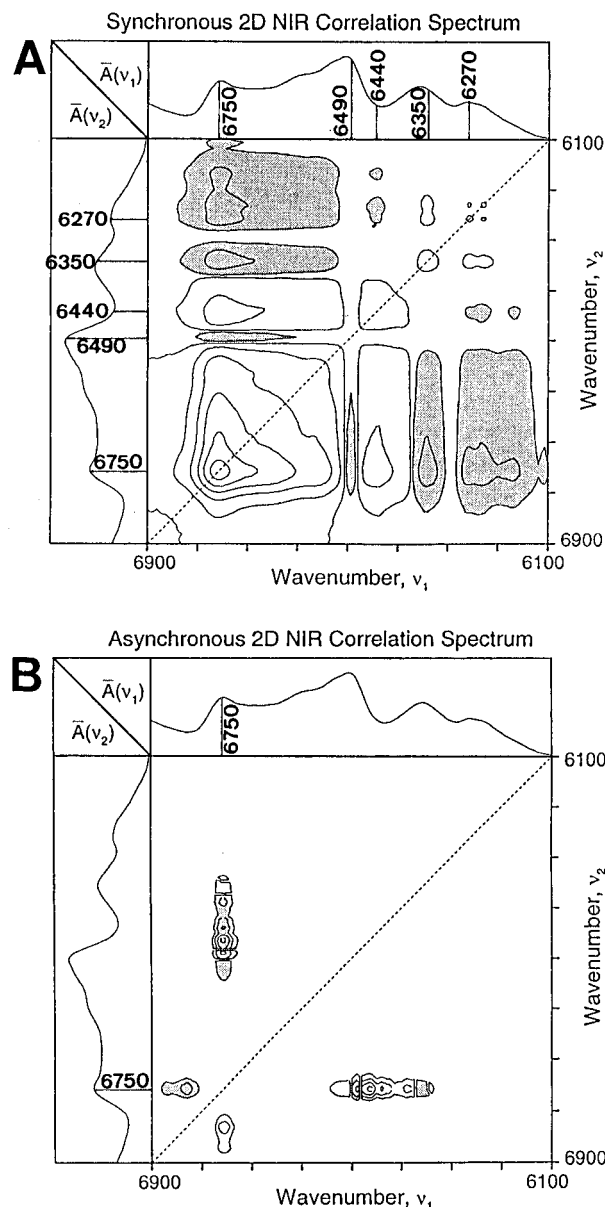 Synchronous 2D NIR Correlation Spectrum
A
Ā(ν₁)
Ā(ν₂)
6750
6490
6440
6350
6270
6100
6270
6350
6440
6490
6750
Wavenumber, ν₂
6900
6900
6100
Wavenumber, ν₁
Asynchronous 2D NIR Correlation Spectrum
B
Ā(ν₁)
Ā(ν₂)
6750
6100
Wavenumber, ν₂
6750
6900
6900
6100
Wavenumber, ν₁